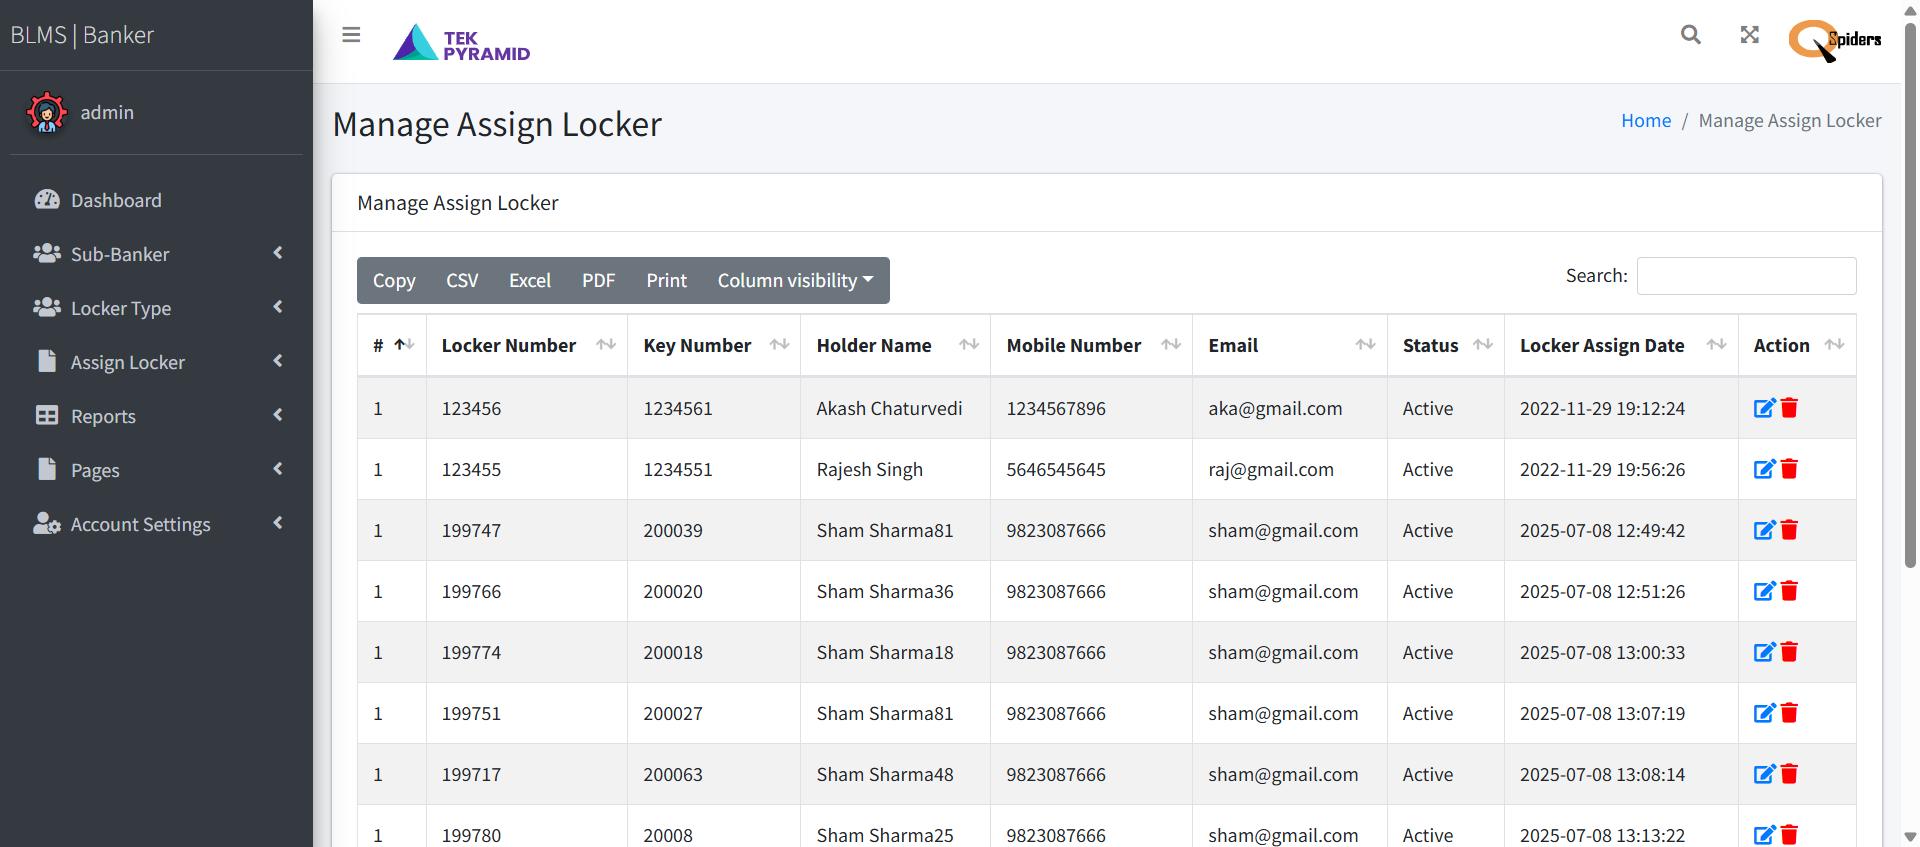 BLMS | Banker
admin
Dashboard
Sub-Banker
Locker Type
Assign Locker
Reports
Pages
Account Settings
TEK
PYRAMID
Spiders
Manage Assign Locker
Home / Manage Assign Locker
Manage Assign Locker
Copy CSV Excel PDF Print Column visibility
Search:
# Locker Number Key Number Holder Name Mobile Number Email Status Locker Assign Date Action
1 123456 1234561 Akash Chaturvedi 1234567896 aka@gmail.com Active 2022-11-29 19:12:24
1 123455 1234551 Rajesh Singh 5646545645 raj@gmail.com Active 2022-11-29 19:56:26
1 199747 200039 Sham Sharma81 9823087666 sham@gmail.com Active 2025-07-08 12:49:42
1 199766 200020 Sham Sharma36 9823087666 sham@gmail.com Active 2025-07-08 12:51:26
1 199774 200018 Sham Sharma18 9823087666 sham@gmail.com Active 2025-07-08 13:00:33
1 199751 200027 Sham Sharma81 9823087666 sham@gmail.com Active 2025-07-08 13:07:19
1 199717 200063 Sham Sharma48 9823087666 sham@gmail.com Active 2025-07-08 13:08:14
1 199780 20008 Sham Sharma25 9823087666 sham@gmail.com Active 2025-07-08 13:13:22